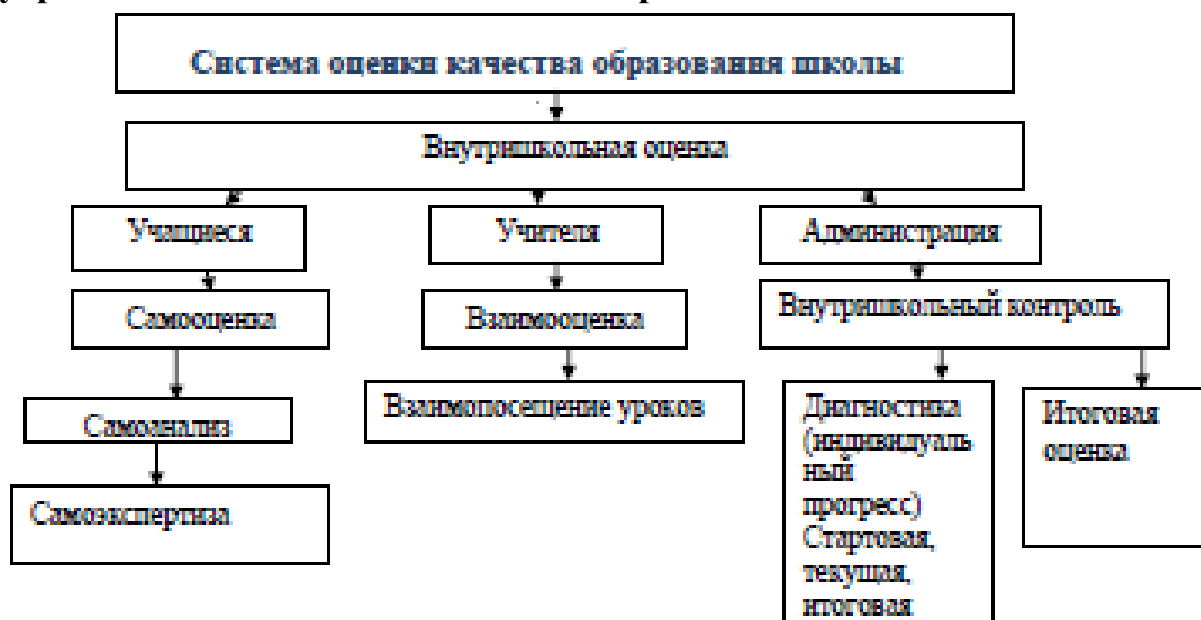 Система оценки качества образования школы
Внутришкольная оценка
Учащиеся
Учителя
Администрация
Самооценка
Взаимооценка
Внутришкольный контроль
Самоанализ
Взаимопосещение уроков
Диагностика
(индивидуаль
ный
прогресс)
Стартовая,
текущая,
итоговая
Итоговая
оценка
Самоэкспертиза